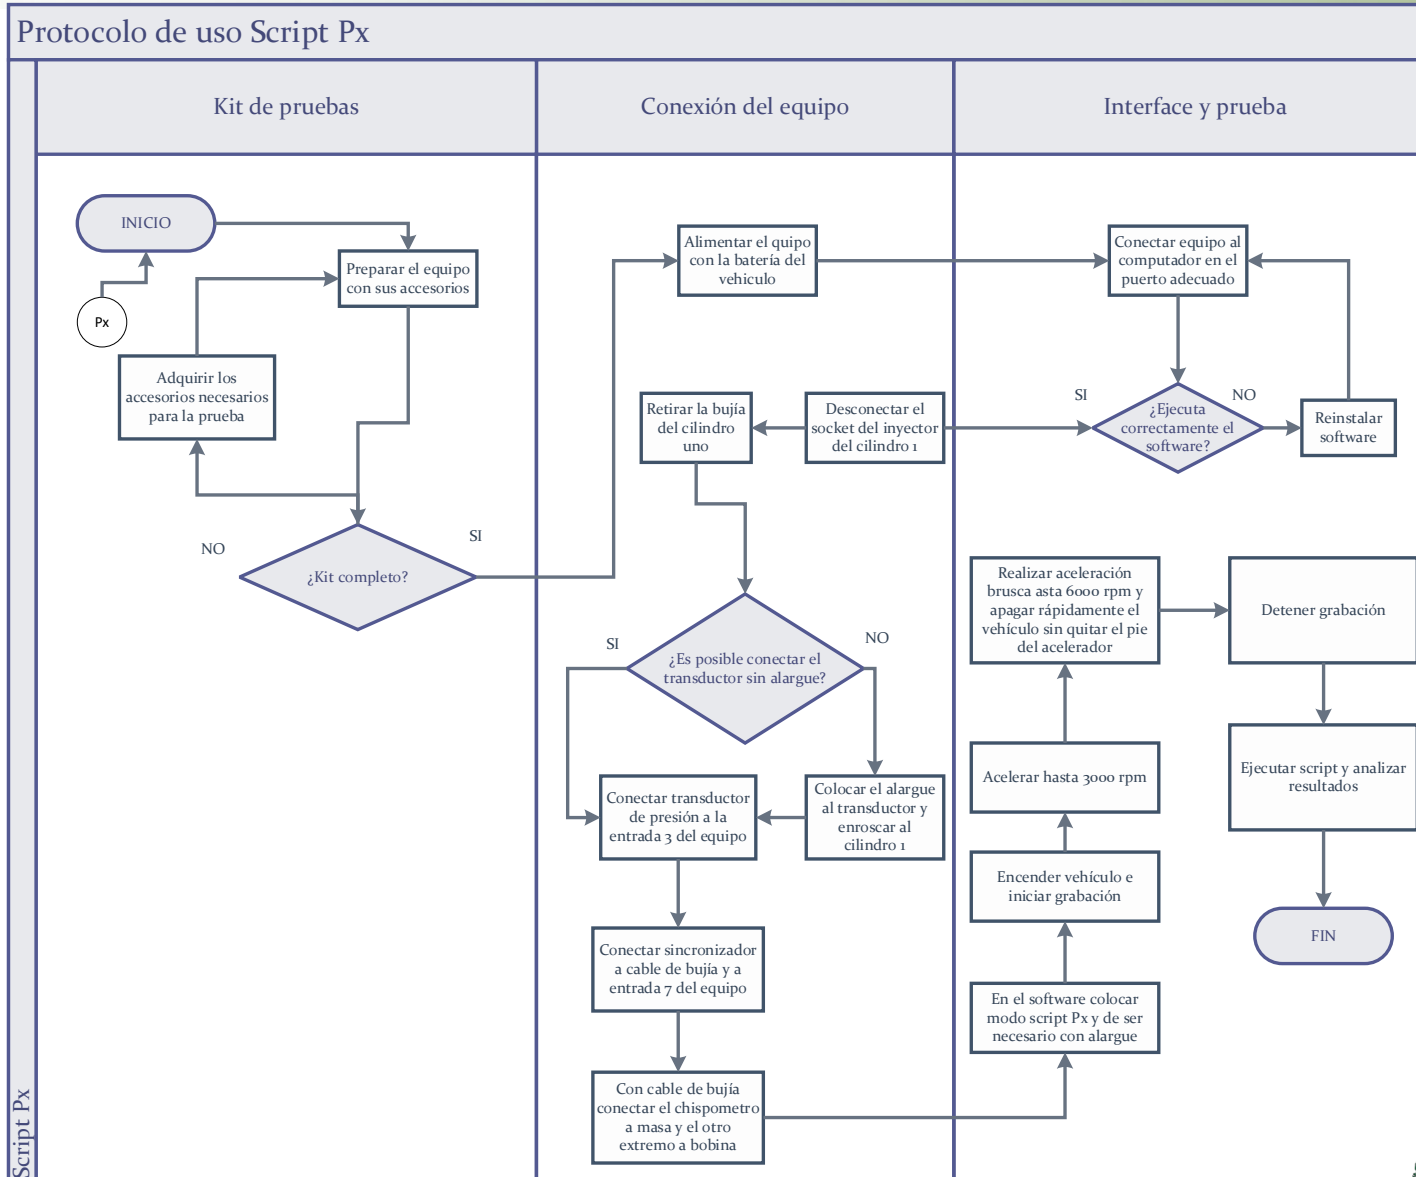 Protocolo de uso Script Px
Kit de pruebas
Conexión del equipo
Interface y prueba
Script Px
INICIO
Px
Preparar el equipo
con sus accesorios
Adquirir los
accesorios necesarios
para la prueba
NO
SI
¿Kit completo?
Alimentar el quipo
con la batería del
vehiculo
Retirar la bujía
del cilindro
uno
Desconectar el
socket del inyector
del cilindro 1
SI
NO
¿Es posible conectar el
transductor sin alargue?
Conectar transductor
de presión a la
entrada 3 del equipo
Colocar el alargue
al transductor y
enroscar al
cilindro 1
Conectar sincronizador
a cable de bujía y a
entrada 7 del equipo
Con cable de bujía
conectar el chispometro
a masa y el otro
extremo a bobina
Conectar equipo al
computador en el
puerto adecuado
SI
NO
¿Ejecuta
correctamente el
software?
Reinstalar
software
Realizar aceleración
brusca asta 6000 rpm y
apagar rápidamente el
vehículo sin quitar el pie
del acelerador
Detener grabación
Acelerar hasta 3000 rpm
Ejecutar script y analizar
resultados
Encender vehículo e
iniciar grabación
FIN
En el software colocar
modo script Px y de ser
necesario con alargue